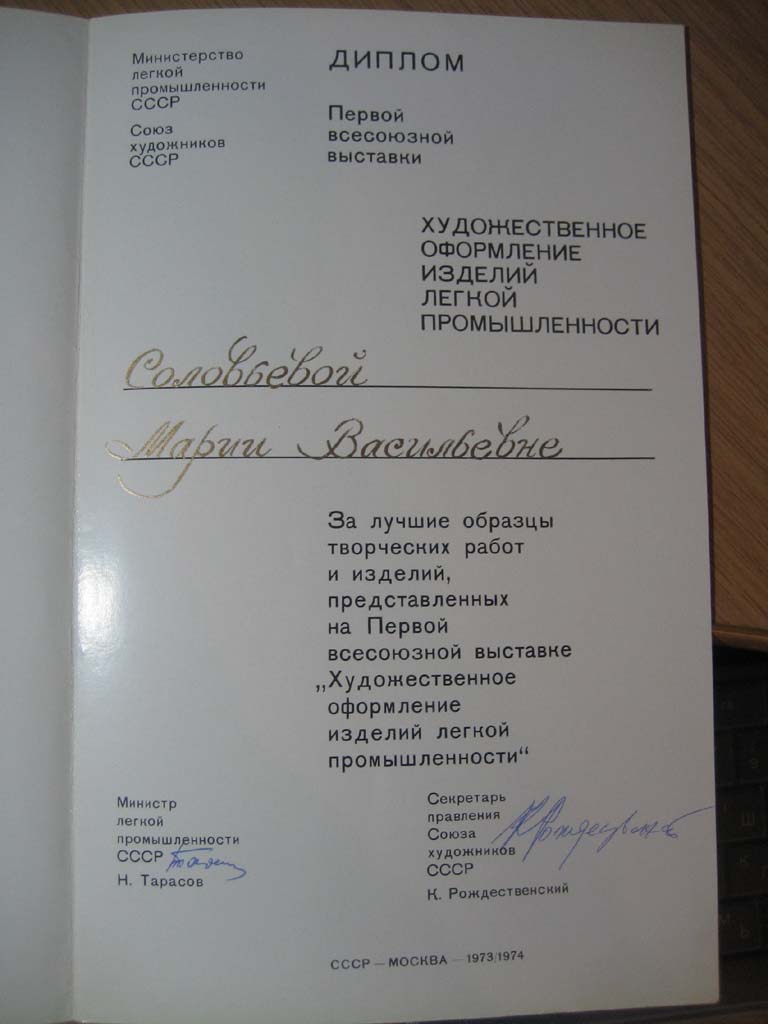 Министерство
легкой
промышленности
СССР
Союз
художников
СССР
ДИПЛОМ
Первой
всесоюзной
выставки
ХУДОЖЕСТВЕННОЕ
ОФОРМЛЕНИЕ
ИЗДЕЛИЙ
ЛЕГКОЙ
ПРОМЫШЛЕННОСТИ
Соловьевой
Марии Васильевне
За лучшие образцы
творческих работ
и изделий,
представленных
на Первой
всесоюзной выставке
„Художественное
оформление
изделий легкой
промышленности“
Министр
легкой
промышленности
СССР
Н. Тарасов
Секретарь
правления
Союза
художников
СССР
К. Рождественский
СССР — МОСКВА — 1973/1974